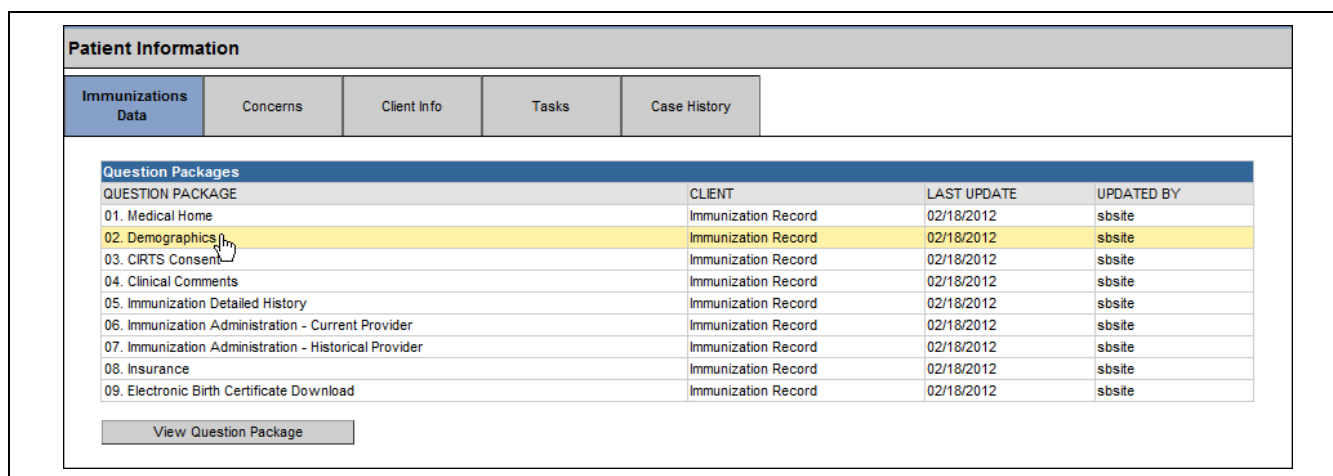 Patient Information
Immunizations Data
Concerns
Client Info
Tasks
Case History
Question Packages
QUESTION PACKAGE CLIENT LAST UPDATE UPDATED BY
01. Medical Home Immunization Record 02/18/2012 sbsite
02. Demographics Immunization Record 02/18/2012 sbsite
03. CIRTS Consent Immunization Record 02/18/2012 sbsite
04. Clinical Comments Immunization Record 02/18/2012 sbsite
05. Immunization Detailed History Immunization Record 02/18/2012 sbsite
06. Immunization Administration - Current Provider Immunization Record 02/18/2012 sbsite
07. Immunization Administration - Historical Provider Immunization Record 02/18/2012 sbsite
08. Insurance Immunization Record 02/18/2012 sbsite
09. Electronic Birth Certificate Download Immunization Record 02/18/2012 sbsite
View Question Package